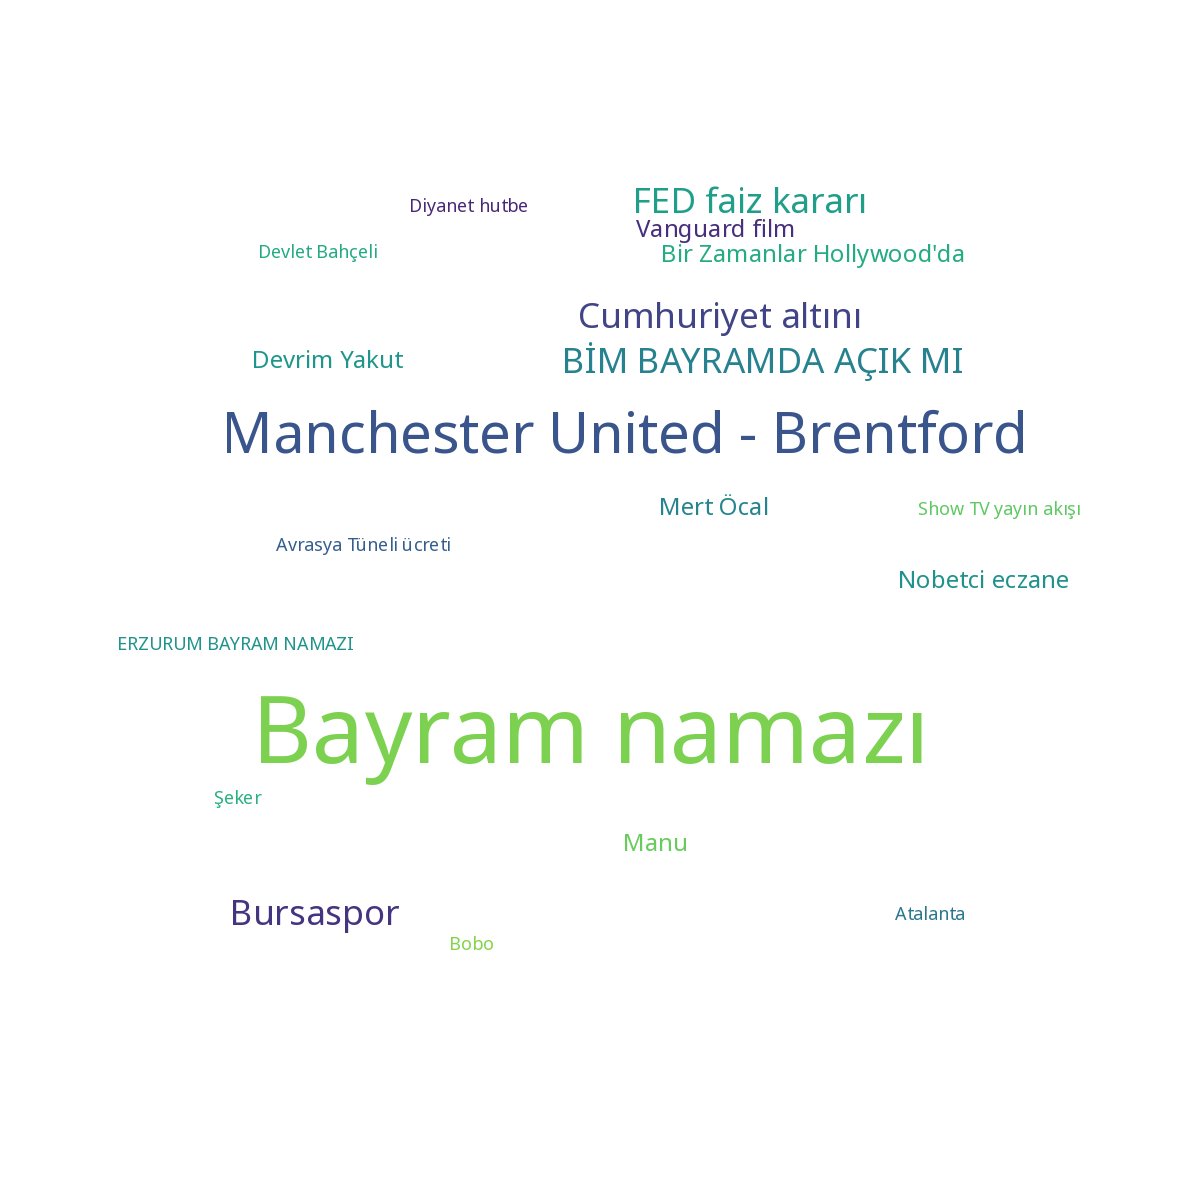 FED faiz kararı
Diyanet hutbe
Vanguard film
Devlet Bahçeli
Bir Zamanlar Hollywood'da
Cumhuriyet altını
Devrim Yakut
BİM BAYRAMDA AÇIK MI
Manchester United - Brentford
Mert Öcal
Show TV yayın akışı
Avrasya Tüneli ücreti
Nobetci eczane
ERZURUM BAYRAM NAMAZI
Bayram namazı
Şeker
Manu
Bursaspor
Atalanta
Bobo